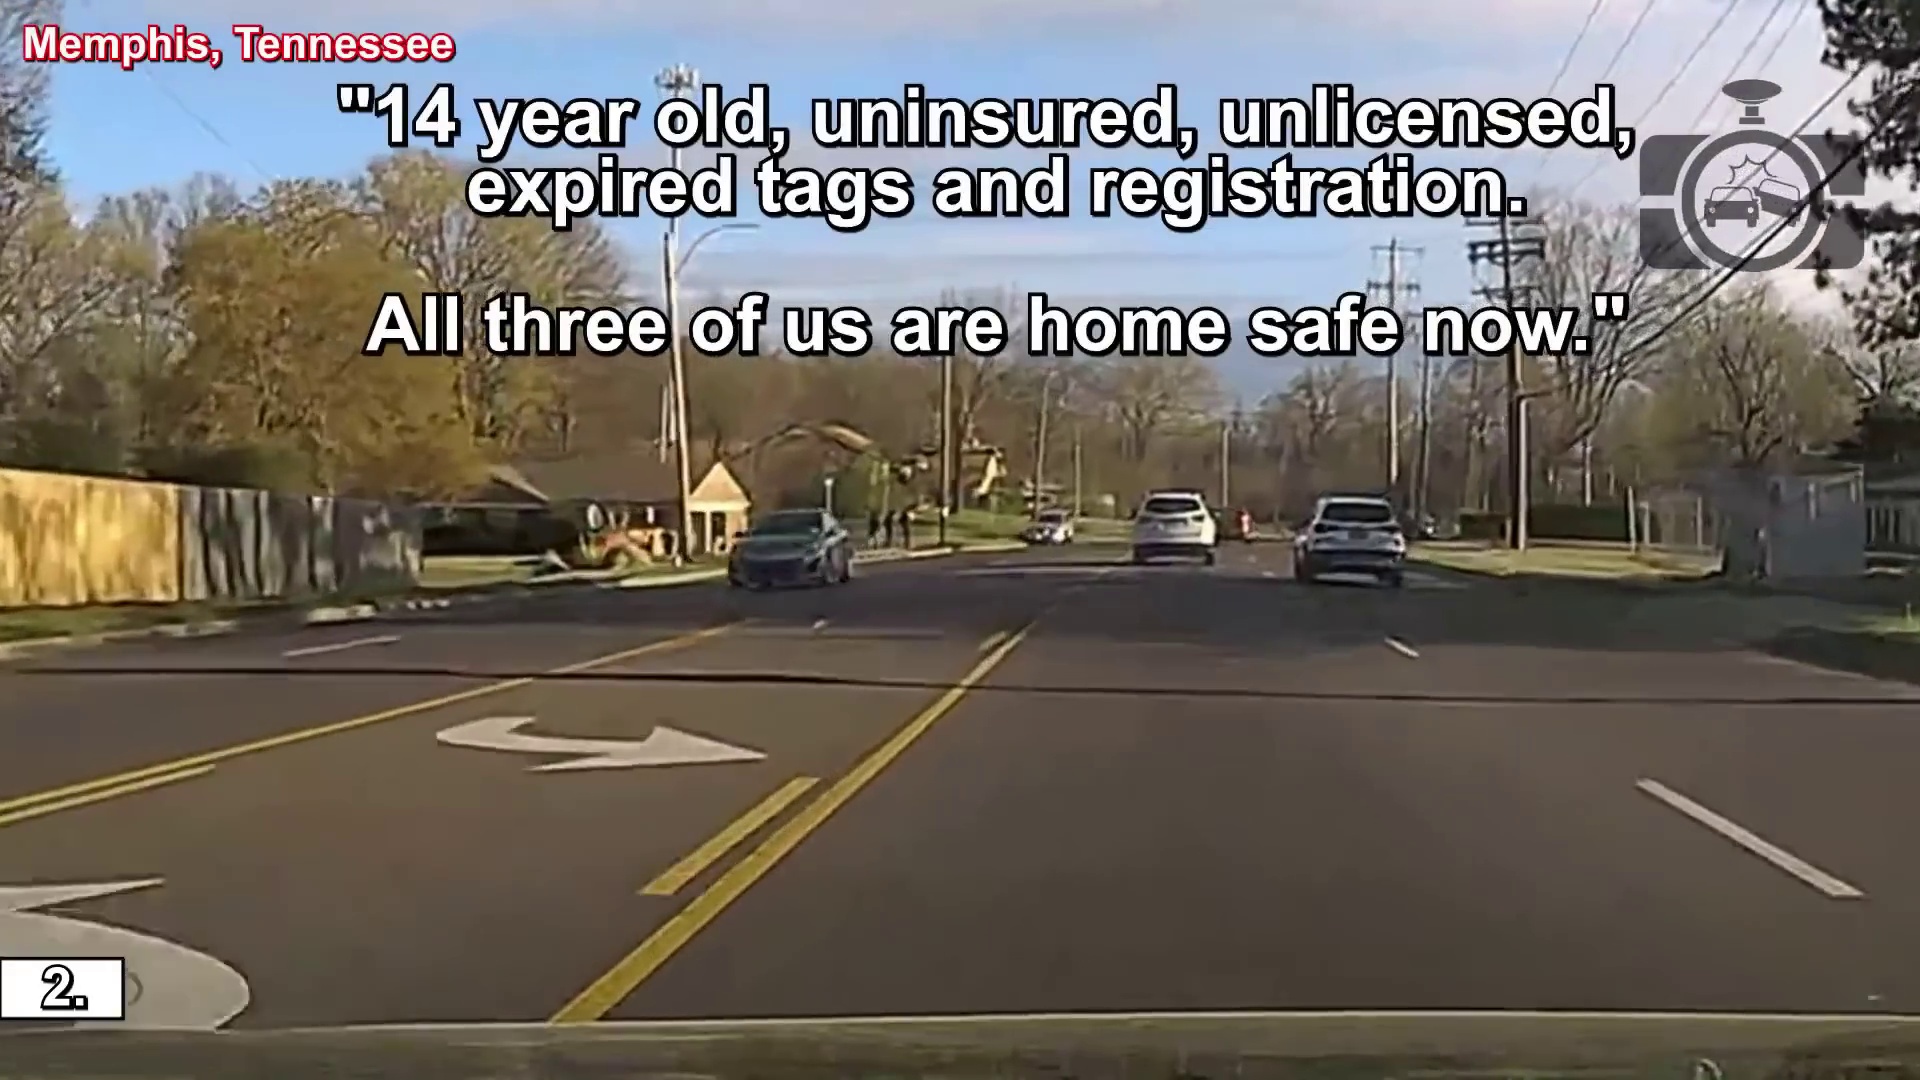 Memphis, Tennessee
"14 year old, uninsured, unlicensed,
expired tags and registration.
All three of us are home safe now."
2.